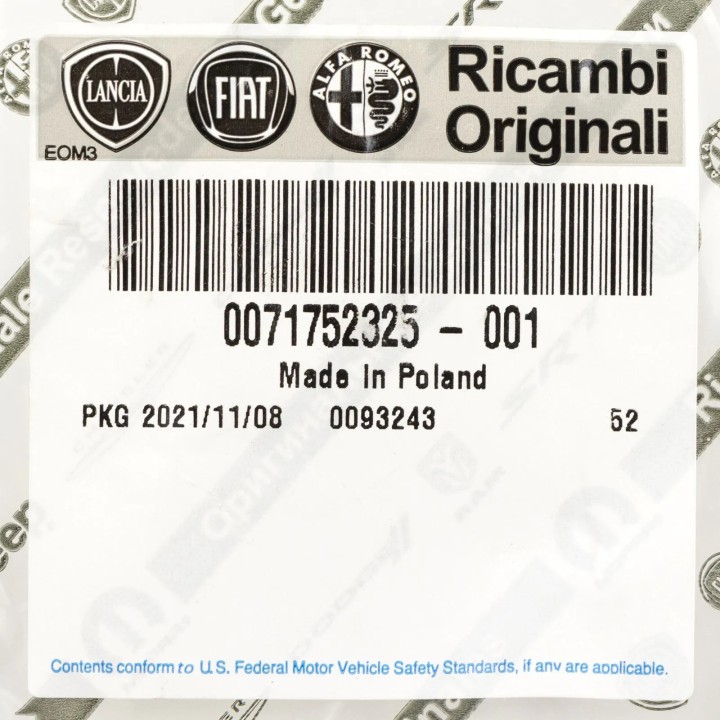 LANCIA FIAT ALFA ROMEO Ricambi
Originali
EOM3
0071752325 - 001
Made In Poland
PKG 2021/11/08 0093243 52
Contents conform to U.S. Federal Motor Vehicle Safety Standards, if any are applicable.